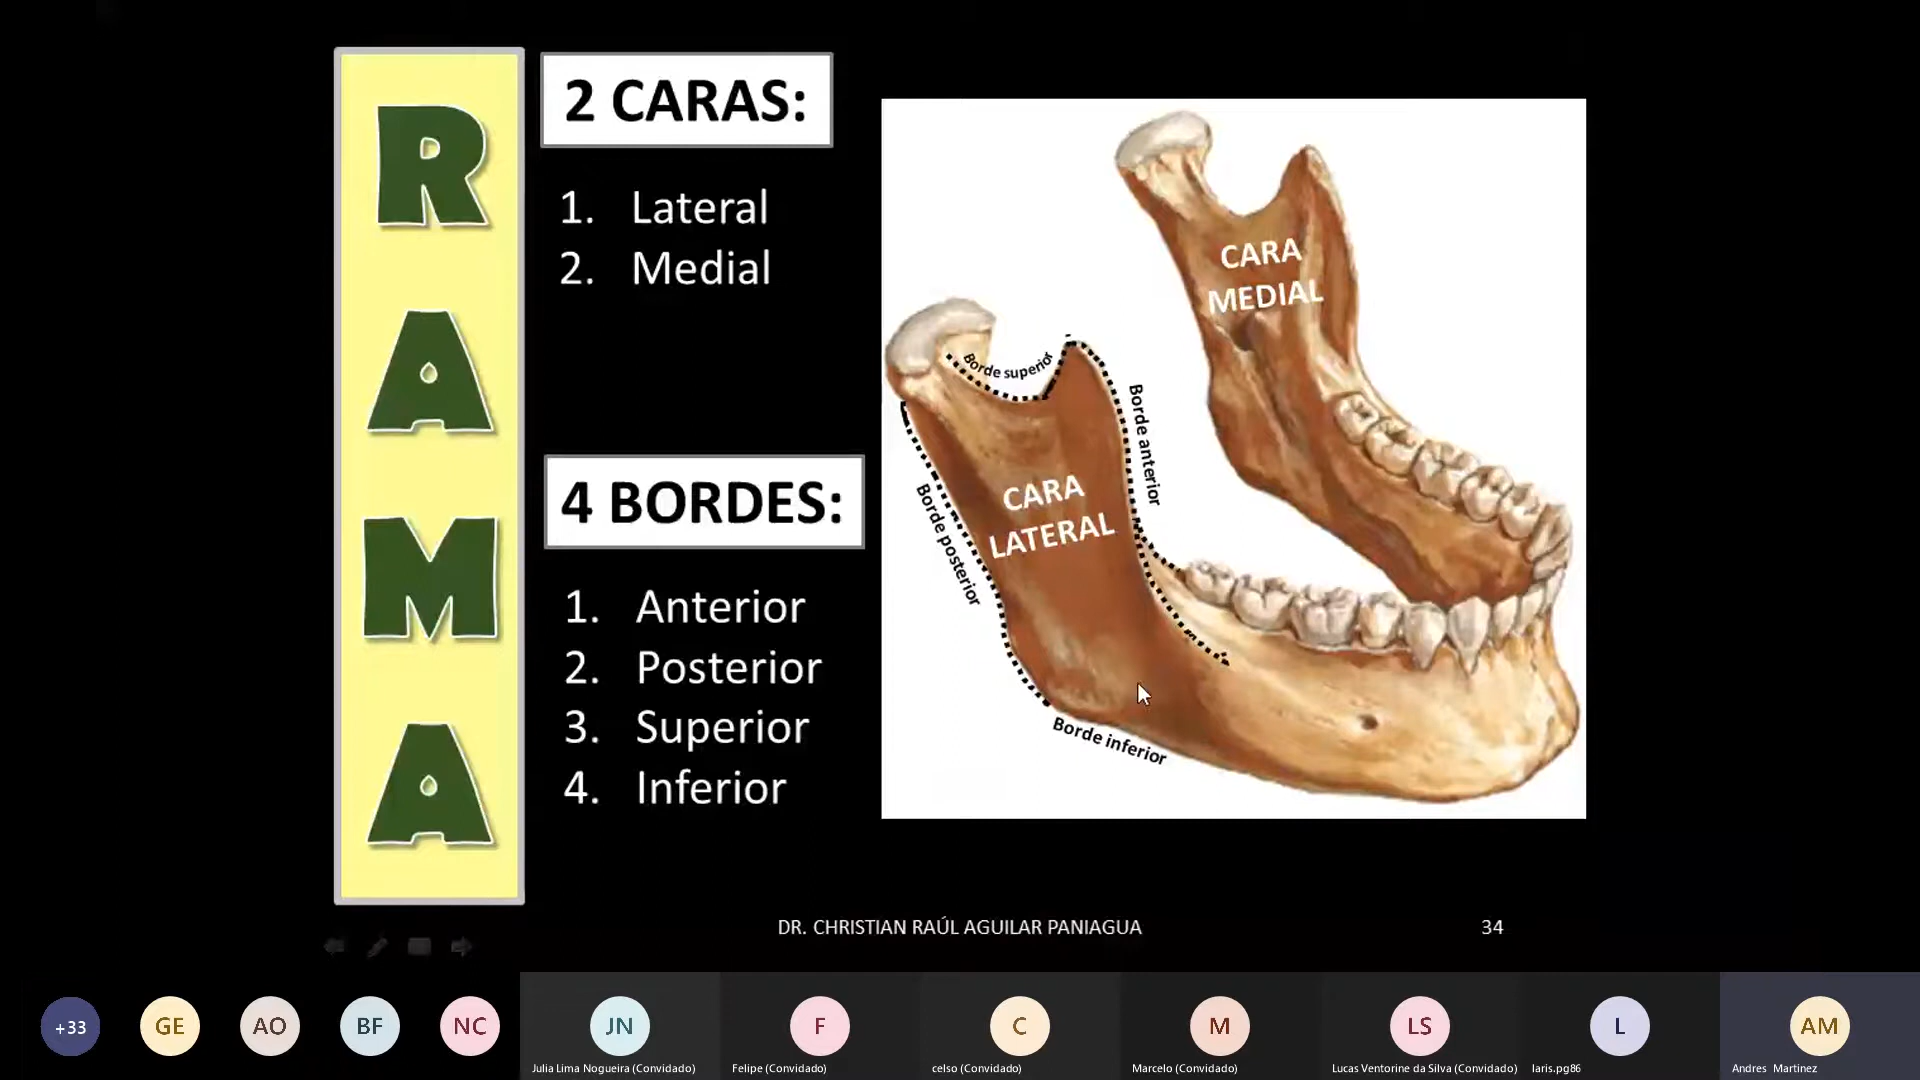 RAMA
2 CARAS:
1. Lateral
2. Medial
4 BORDES:
1. Anterior
2. Posterior
3. Superior
4. Inferior
CARA
MEDIAL
Borde superior
Borde anterior
CARA
LATERAL
Borde posterior
Borde inferior
DR. CHRISTIAN RAÚL AGUILAR PANIAGUA
34
+33
GE
AO
BF
NC
JN
F
C
M
LS
L
AM
Julia Lima Nogueira (Convidado)
Felipe (Convidado)
celso (Convidado)
Marcelo (Convidado)
Lucas Ventorine da Silva (Convidado)
laris.pg86
Andres Martinez